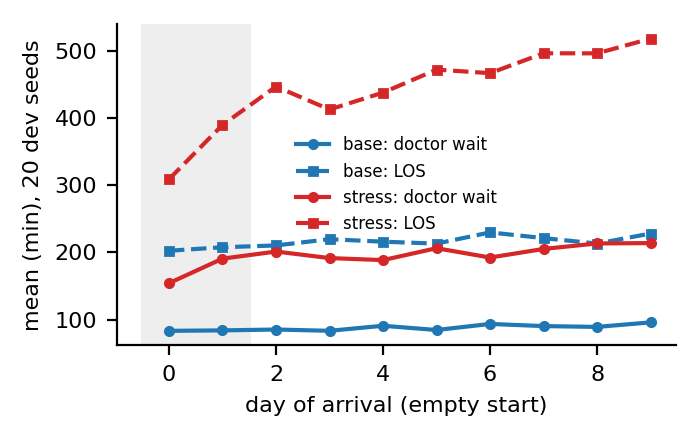 500
400
300
200
100
mean (min), 20 dev seeds
base: doctor wait
base: LOS
stress: doctor wait
stress: LOS
0 2 4 6 8
day of arrival (empty start)